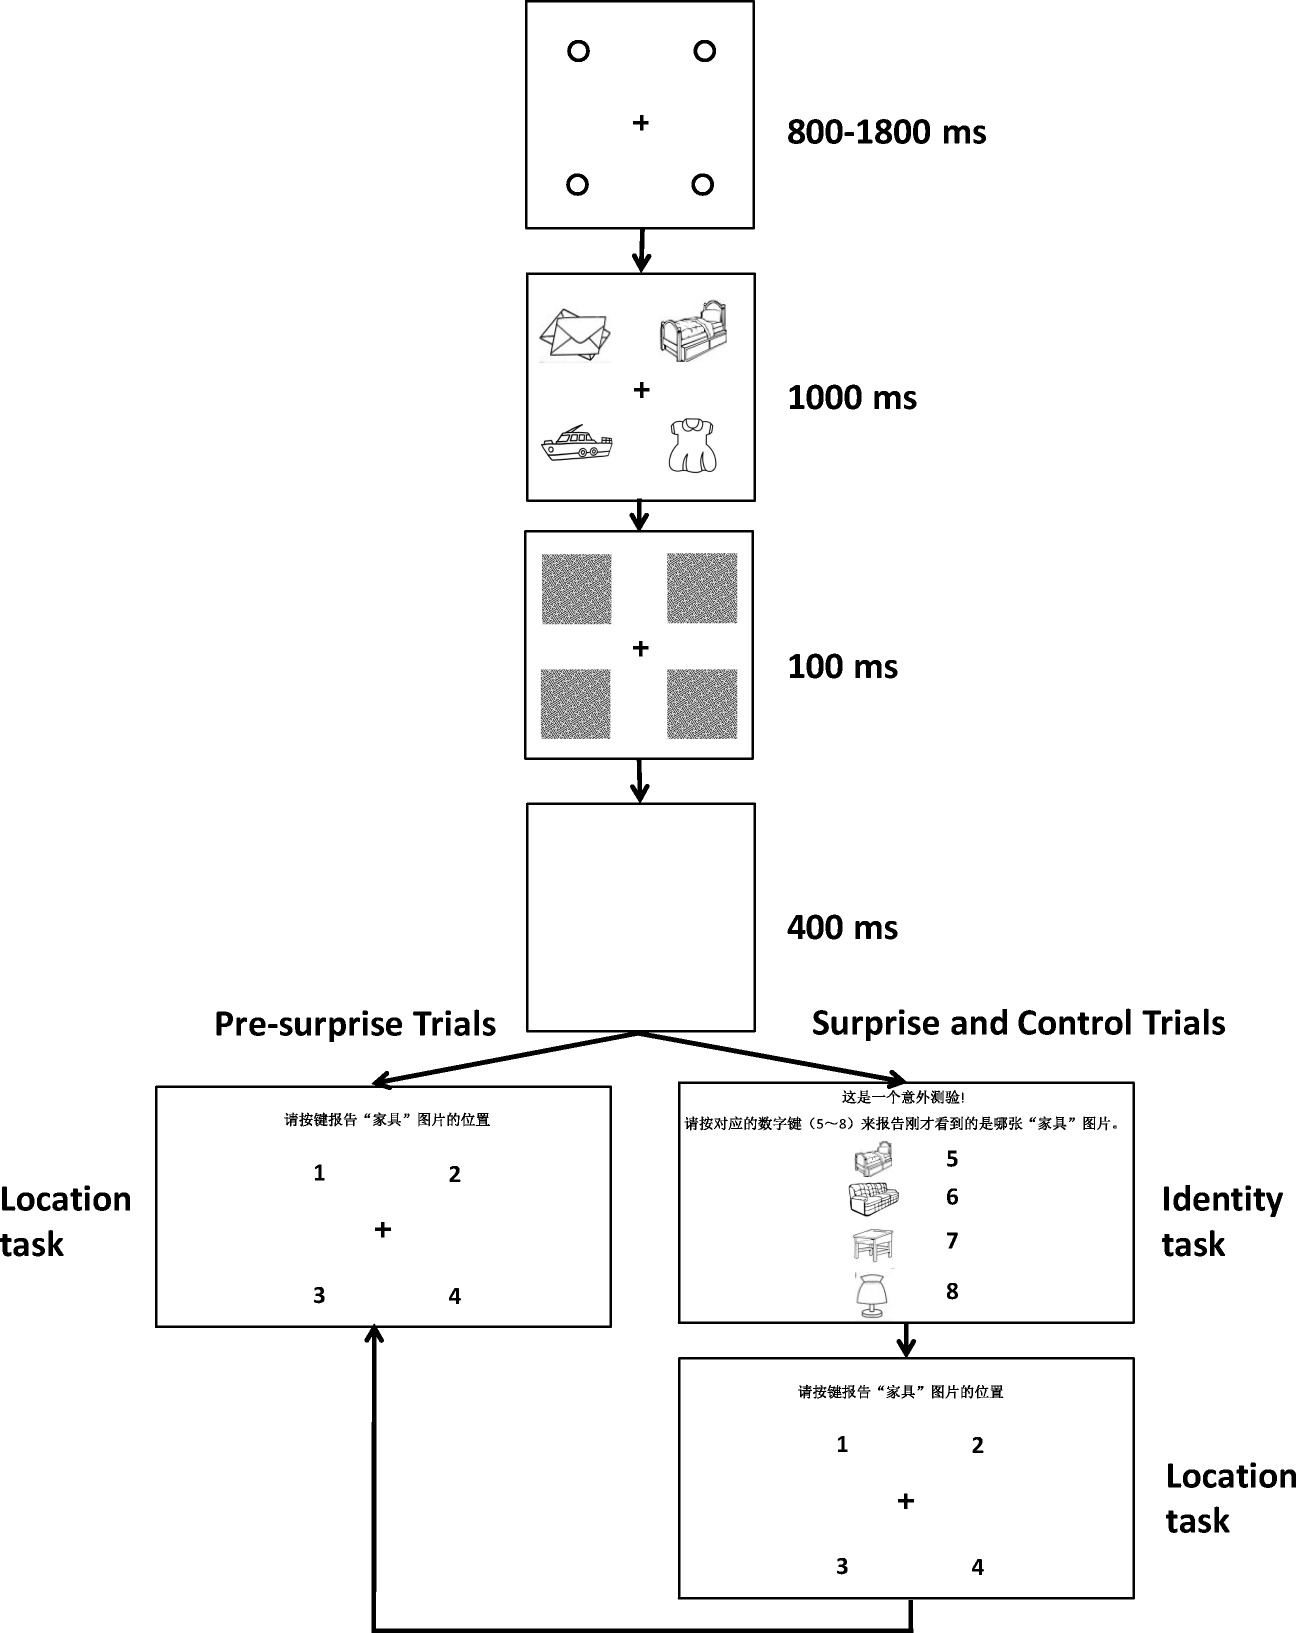 800-1800 ms
1000 ms
100 ms
400 ms
Pre-surprise Trials
Surprise and Control Trials
Location
task
请按键报告“家具”图片的位置
1 2
+
3 4
这是一个意外测验!
请按对应的数字键（5～8）来报告刚才看到的是哪张“家具”图片。
5
6
7
8
Identity
task
请按键报告“家具”图片的位置
1 2
+
3 4
Location
task